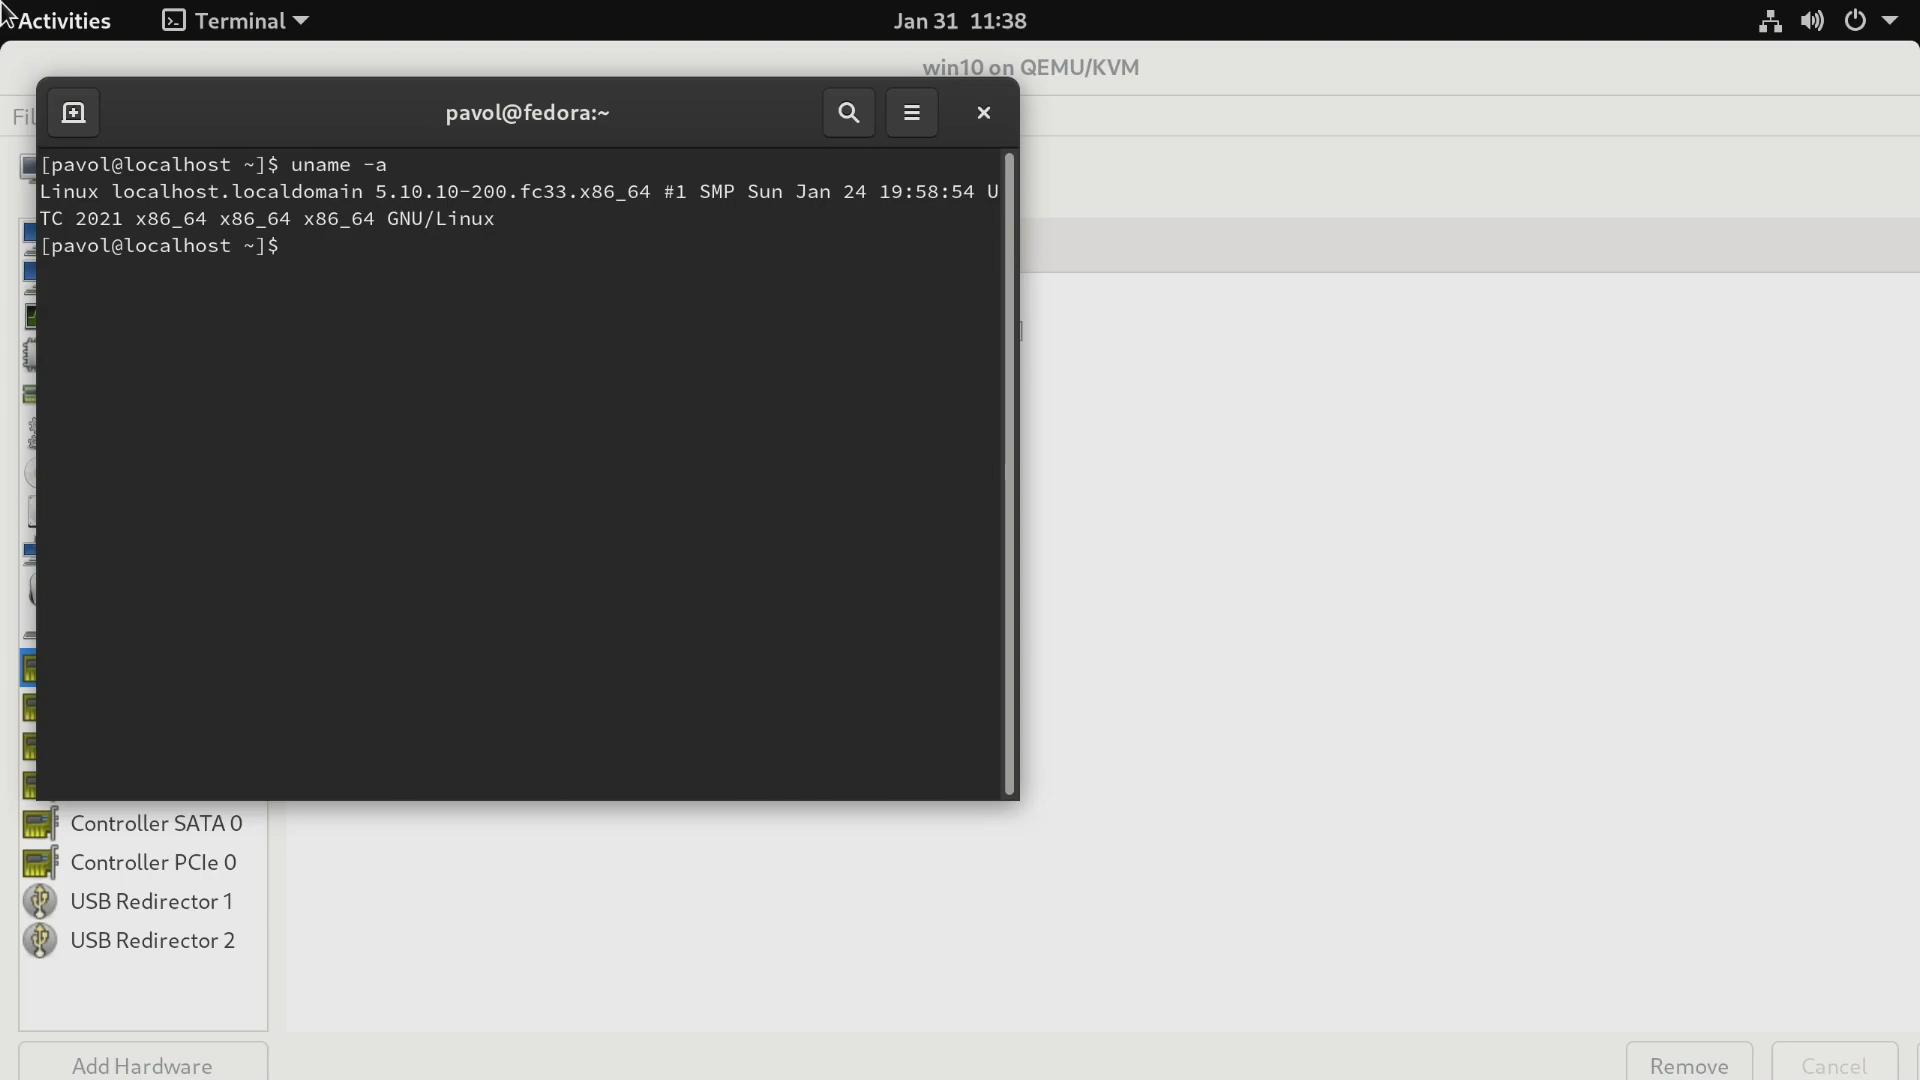 Activities Terminal Jan 31 11:38
win10 on QEMU/KVM
Fil
pavol@fedora:~
[pavol@localhost ~]$ uname -a
Linux localhost.localdomain 5.10.10-200.fc33.x86_64 #1 SMP Sun Jan 24 19:58:54 U
TC 2021 x86_64 x86_64 x86_64 GNU/Linux
[pavol@localhost ~]$
Controller SATA 0
Controller PCIe 0
USB Redirector 1
USB Redirector 2
Add Hardware Remove Cancel